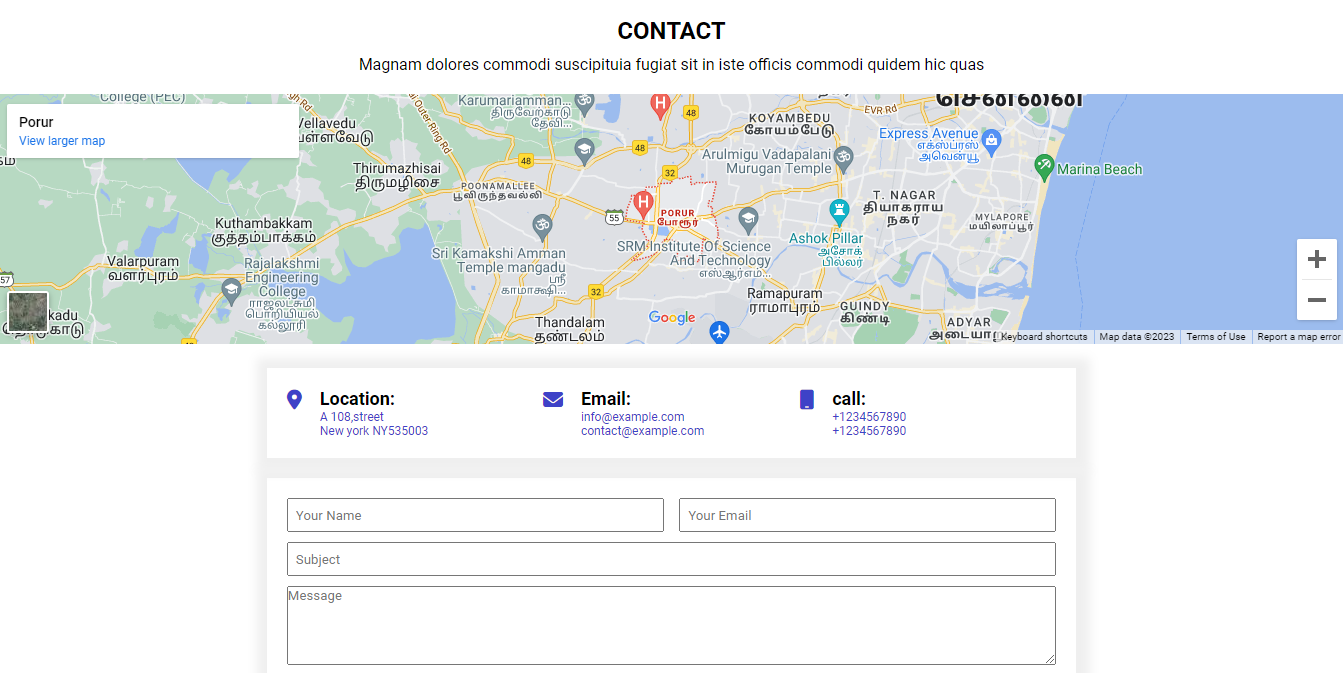 CONTACT
Magnam dolores commodi suscipituia fugiat sit in iste officis commodi quidem hic quas
College (PEC)
Porur
View larger map
Karumariamman...
திருவேற்காடு
தேவி...
Outer Ring Rd
48
48
48
32
KOYAMBEDU
கோயம்பேடு
EVR Rd
சென்னை
Express Avenue
எக்ஸ்பிரஸ்
அவென்யூ
Marina Beach
Thirumazhisai
திருமழிசை
POONAMALLEE
பூவிருந்தவல்லி
Arulmigu Vadapalani
Murugan Temple
T. NAGAR
தியாகராய
நகர்
MYLAPORE
மயிலாப்பூர்
55
PORUR
போரூர்
Kuthambakkam
குத்தம்பாக்கம்
Valarpuram
வளர்புரம்
57
Rajalakshmi
Engineering
College
ராஜலட்சுமி
பொறியியல்
கல்லூரி
Sri Kamakshi Amman
Temple mangadu
ஸ்ரீ
காமாக்ஷி...
SRM Institute Of Science
And Technology
எஸ்ஆர்எம்...
Ashok Pillar
அசோக்
பில்லர்
32
Ramapuram
ராமாபுரம்
GUINDY
கிண்டி
ADYAR
Thandalam
தண்டலம்
Google
Keyboard shortcuts
Map data ©2023
Terms of Use
Report a map error
Location:
A 108,street
New york NY535003
Email:
info@example.com
contact@example.com
call:
+1234567890
+1234567890
Your Name
Your Email
Subject
Message